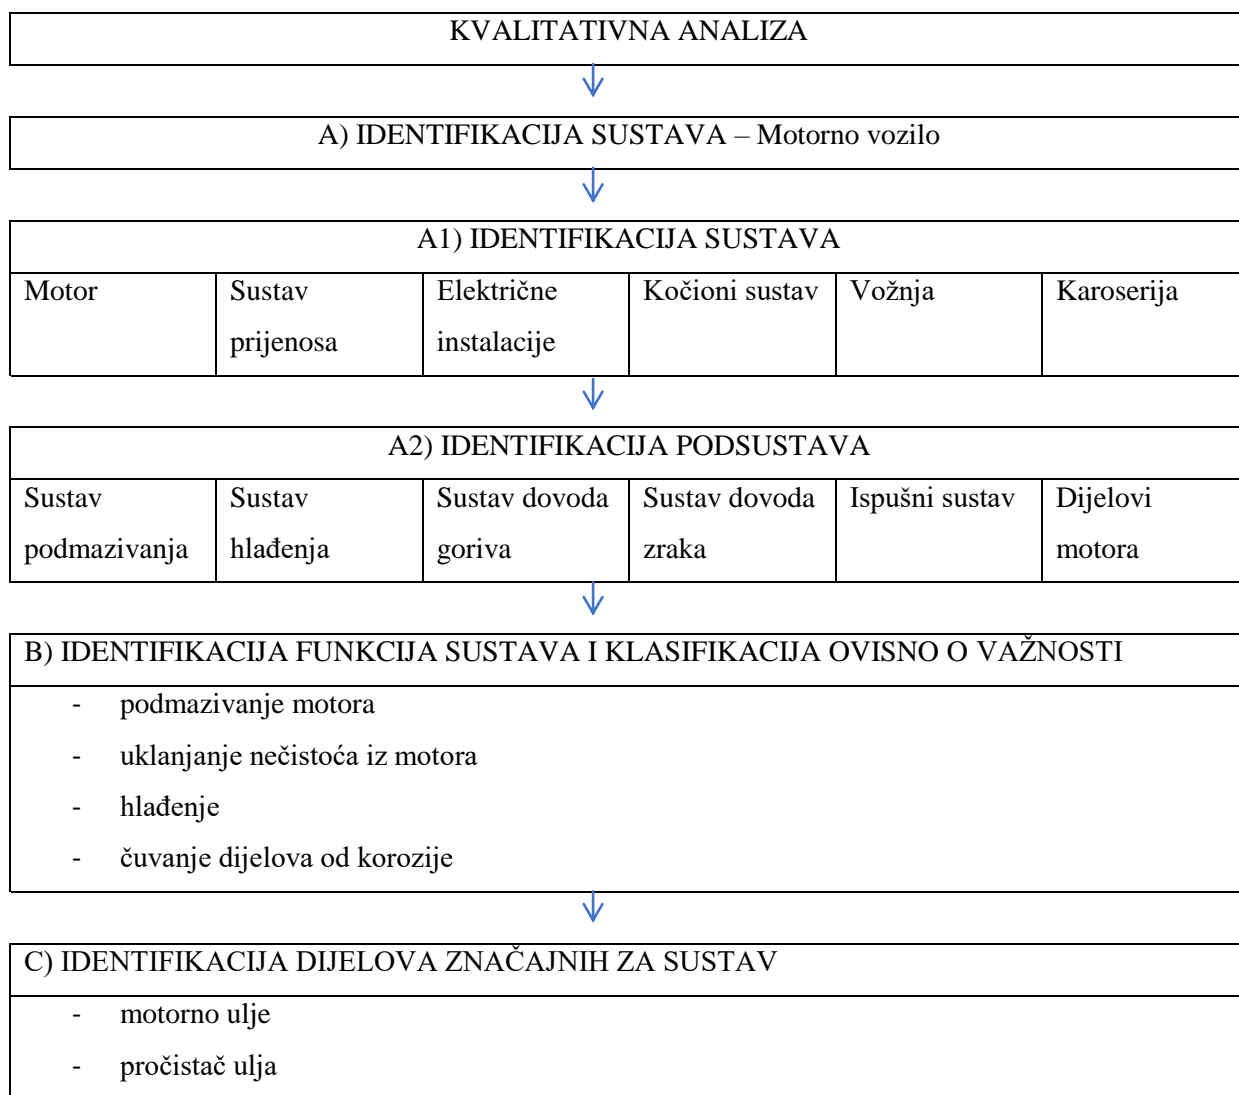 KVALITATIVNA ANALIZA
A) IDENTIFIKACIJA SUSTAVA – Motorno vozilo
A1) IDENTIFIKACIJA SUSTAVA
Motor
Sustav
prijenosa
Električne
instalacije
Kočioni sustav
Vožnja
Karoserija
A2) IDENTIFIKACIJA PODSUSTAVA
Sustav
podmazivanja
Sustav
hlađenja
Sustav dovoda
goriva
Sustav dovoda
zraka
Ispušni sustav
Dijelovi
motora
B) IDENTIFIKACIJA FUNKCIJA SUSTAVA I KLASIFIKACIJA OVISNO O VAŽNOSTI
- podmazivanje motora
- uklanjanje nečistoća iz motora
- hlađenje
- čuvanje dijelova od korozije
C) IDENTIFIKACIJA DIJELOVA ZNAČAJNIH ZA SUSTAV
- motorno ulje
- pročistač ulja